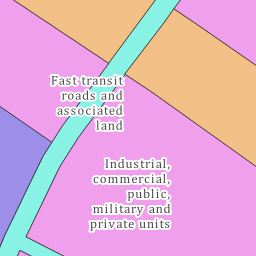 Fast transit
roads and
associated
land
Industrial,
commercial,
public,
military and
private units